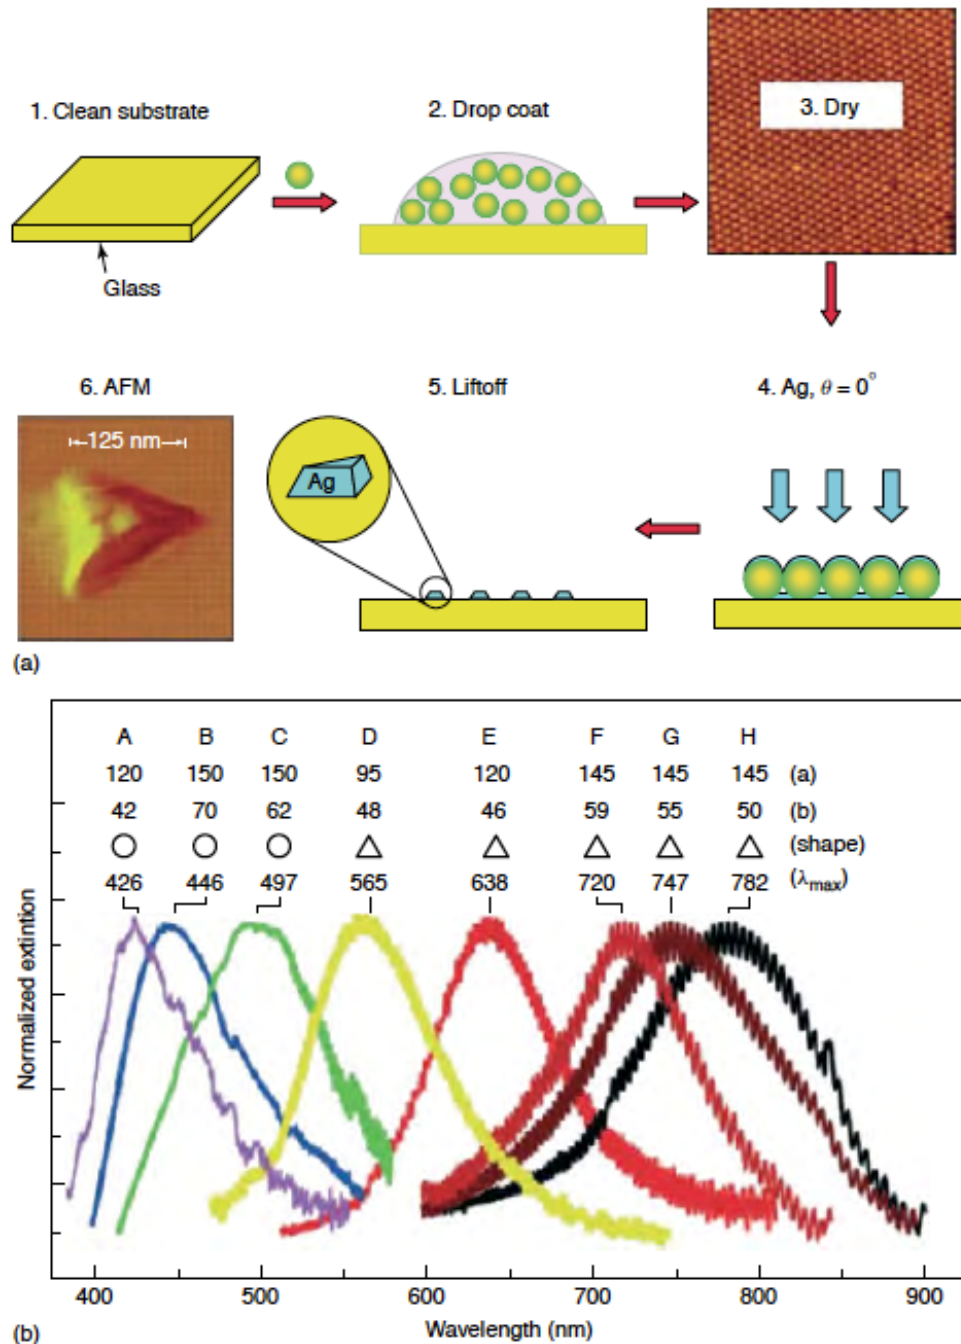 1. Clean substrate
2. Drop coat
3. Dry
Glass
6. AFM
5. Liftoff
4. Ag, θ = 0°
125 nm
Ag
(a)
A B C D E F G H
120 150 150 95 120 145 145 145 (a)
42 70 62 48 46 59 55 50 (b)
(shape)
426 446 497 565 638 720 747 782 (λmax)
Normalized extintion
400 500 600 700 800 900
Wavelength (nm)
(b)